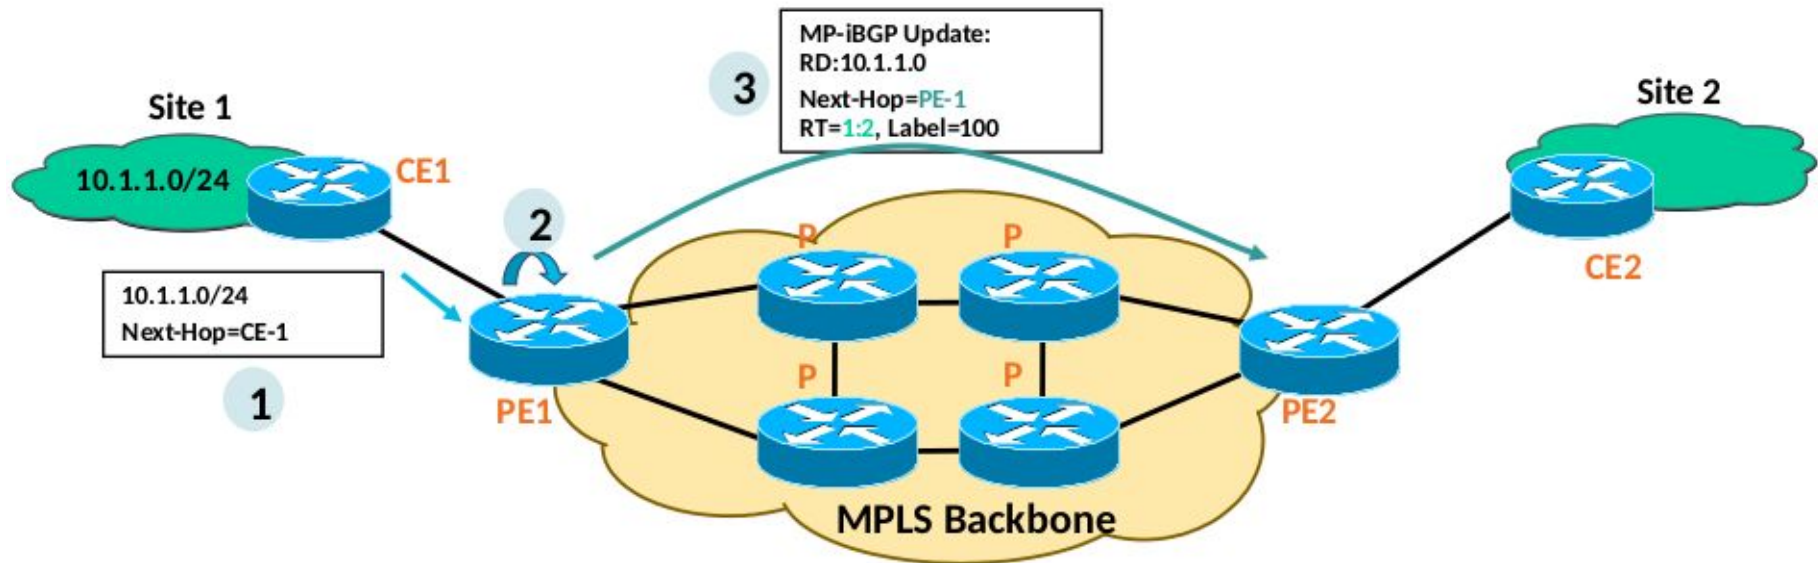 MP-iBGP Update:
RD:10.1.1.0
Next-Hop=PE-1
RT=1:2, Label=100
3
Site 1
Site 2
10.1.1.0/24
CE1
2
P
P
CE2
10.1.1.0/24
Next-Hop=CE-1
1
PE1
P
P
PE2
MPLS Backbone